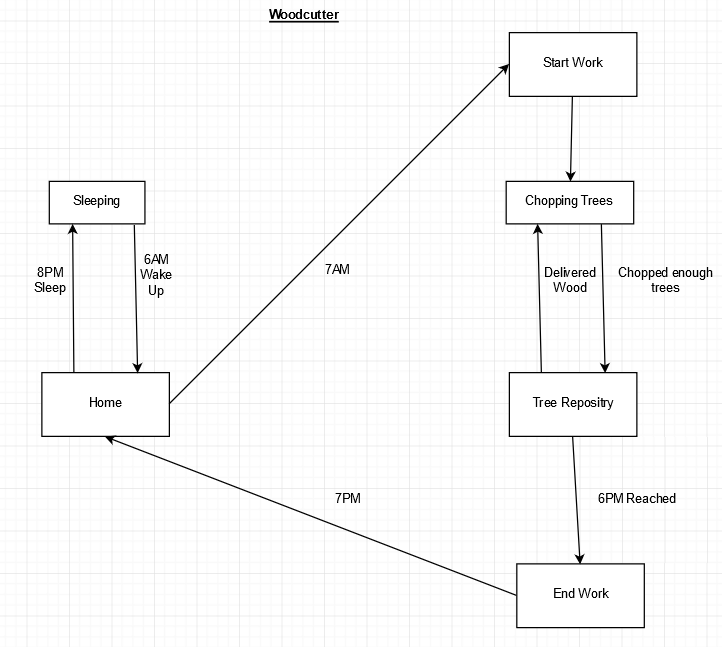 Woodcutter
Start Work
Sleeping
Chopping Trees
8PM
Sleep
6AM
Wake
Up
7AM
Delivered
Wood
Chopped enough
trees
Home
Tree Repositry
7PM
6PM Reached
End Work